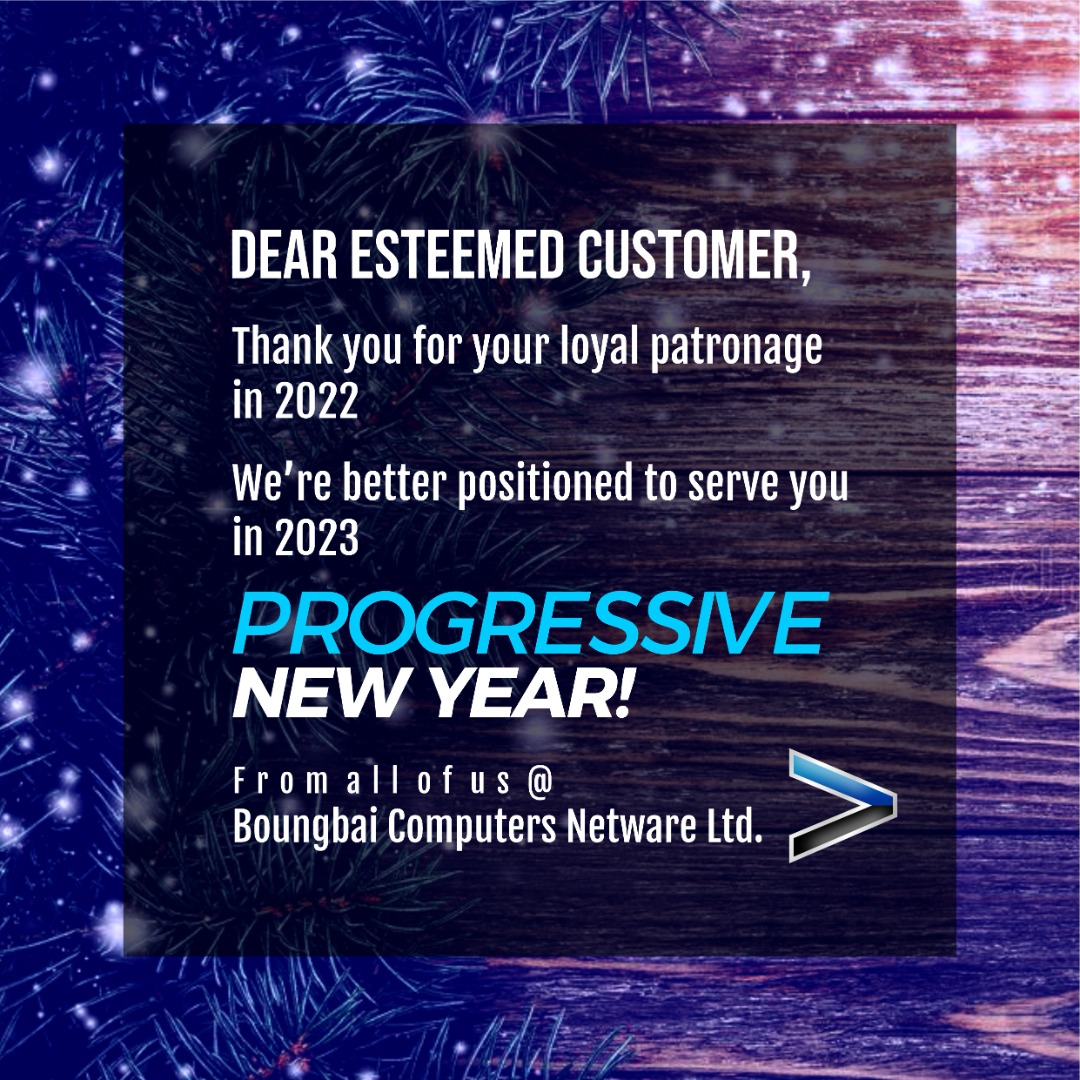 DEAR ESTEEMED CUSTOMER,
Thank you for your loyal patronage
in 2022
We're better positioned to serve you
in 2023
PROGRESSIVE
NEW YEAR!
From all of us @
Boungbai Computers Netware Ltd.